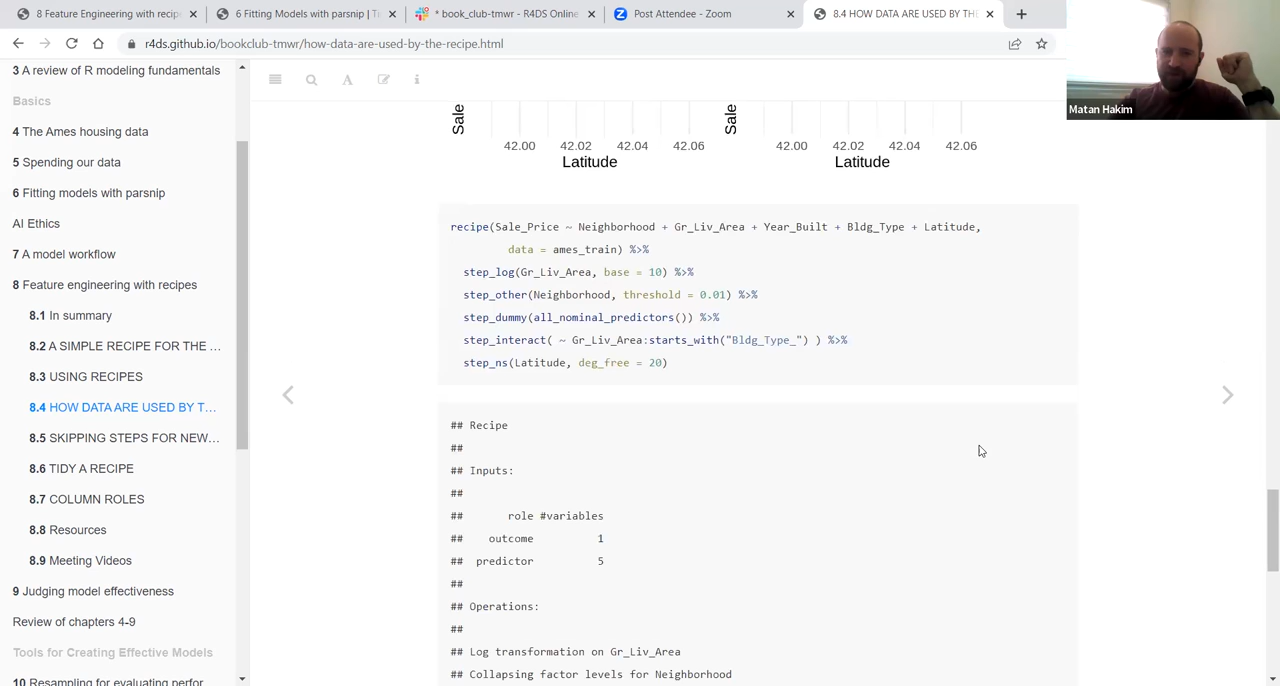 8 Feature Engineering with recipe
6 Fitting Models with parsnip | Ti
* book_club-tmwr - R4DS Online
Post Attendee - Zoom
8.4 HOW DATA ARE USED BY TH
r4ds.github.io/bookclub-tmwr/how-data-are-used-by-the-recipe.html
Matan Hakim
3 A review of R modeling fundamentals
Basics
4 The Ames housing data
5 Spending our data
6 Fitting models with parsnip
AI Ethics
7 A model workflow
8 Feature engineering with recipes
8.1 In summary
8.2 A SIMPLE RECIPE FOR THE ...
8.3 USING RECIPES
8.4 HOW DATA ARE USED BY T...
8.5 SKIPPING STEPS FOR NEW...
8.6 TIDY A RECIPE
8.7 COLUMN ROLES
8.8 Resources
8.9 Meeting Videos
9 Judging model effectiveness
Review of chapters 4-9
Tools for Creating Effective Models
10 Resampling for evaluating perfor
Sale
Sale
42.00 42.02 42.04 42.06
42.00 42.02 42.04 42.06
Latitude
Latitude
recipe(Sale_Price ~ Neighborhood + Gr_Liv_Area + Year_Built + Bldg_Type + Latitude,
data = ames_train) %>%
step_log(Gr_Liv_Area, base = 10) %>%
step_other(Neighborhood, threshold = 0.01) %>%
step_dummy(all_nominal_predictors()) %>%
step_interact( ~ Gr_Liv_Area:starts_with("Bldg_Type_") ) %>%
step_ns(Latitude, deg_free = 20)
## Recipe
##
## Inputs:
##
## role #variables
## outcome 1
## predictor 5
##
## Operations:
##
## Log transformation on Gr_Liv_Area
## Collapsing factor levels for Neighborhood